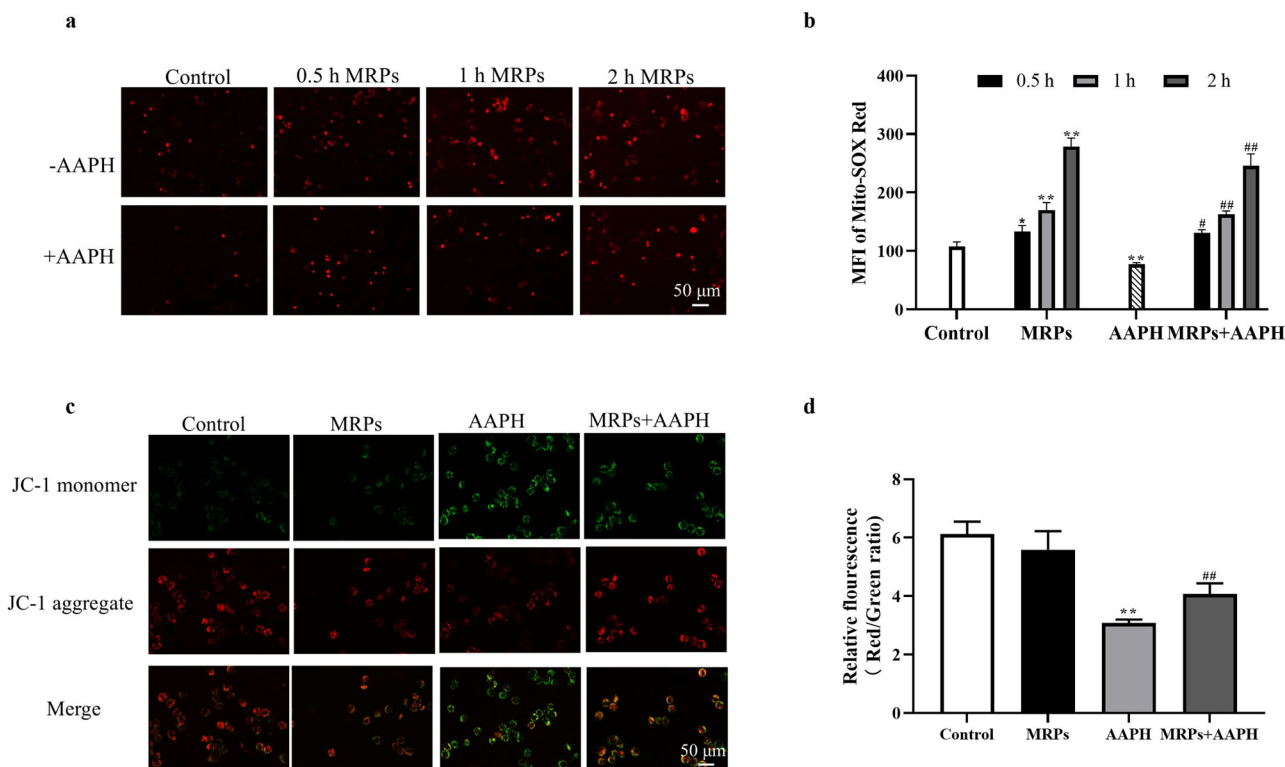 a
Control 0.5 h MRPs 1 h MRPs 2 h MRPs
-AAPH
+AAPH
50 μm
b
400
300
200
100
0
MFI of Mito-SOX Red
0.5 h 1 h 2 h
* ** ** ** # ## ##
Control MRPs AAPH MRPs+AAPH
c
Control MRPs AAPH MRPs+AAPH
JC-1 monomer
JC-1 aggregate
Merge
50 μm
d
8
6
4
2
0
Relative flourescence
( Red/Green ratio)
** ##
Control MRPs AAPH MRPs+AAPH